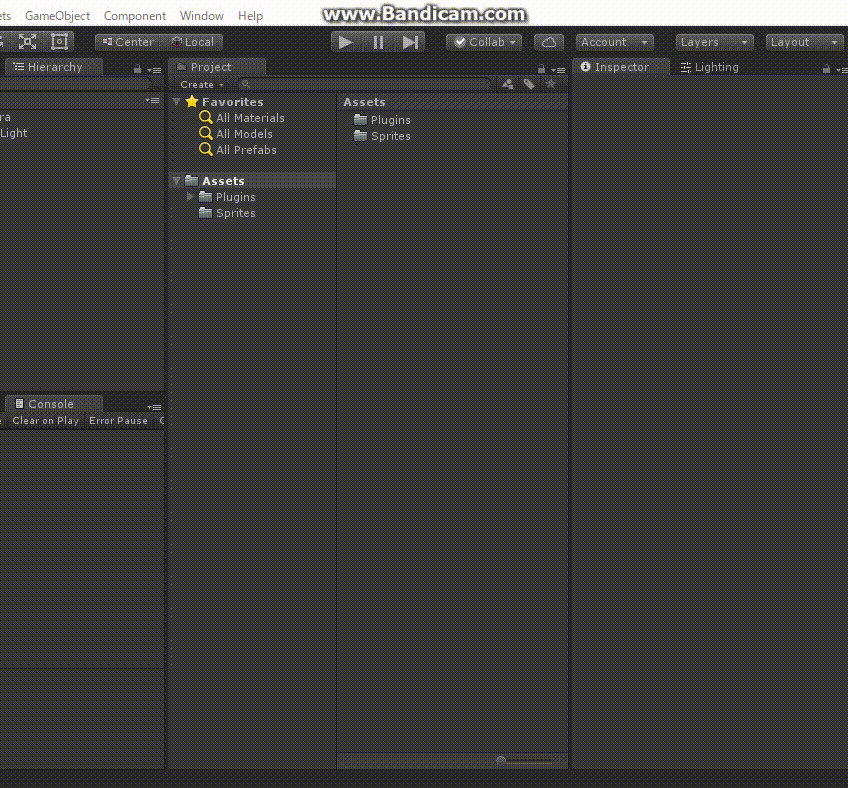 ets GameObject Component Window Help
www.Bandicam.com
Center Local Collab Account Layers Layout
Hierarchy
ra
Light
Project
Create
Favorites
All Materials
All Models
All Prefabs
Assets
Plugins
Sprites
Assets
Plugins
Sprites
Inspector Lighting
Console
Clear on Play Error Pause